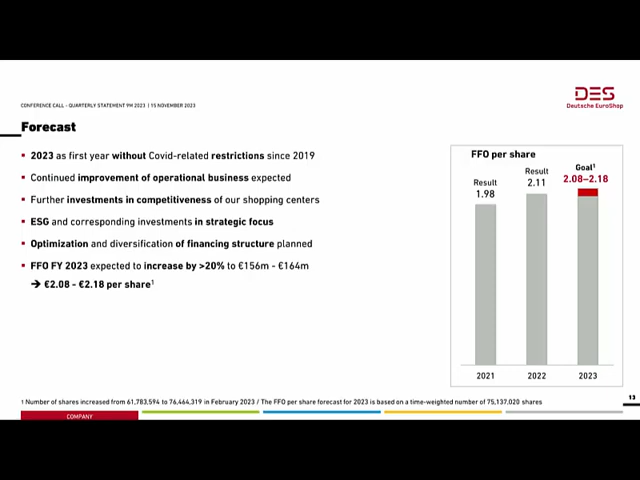 CONFERENCE CALL - QUARTERLY STATEMENT 9M 2023 | 15 NOVEMBER 2023
DES
Deutsche EuroShop
Forecast
▪ 2023 as first year without Covid-related restrictions since 2019
▪ Continued improvement of operational business expected
▪ Further investments in competitiveness of our shopping centers
▪ ESG and corresponding investments in strategic focus
▪ Optimization and diversification of financing structure planned
▪ FFO FY 2023 expected to increase by >20% to €156m - €164m
➔ €2.08 - €2.18 per share¹
FFO per share
Result
1.98
Result
2.11
Goal¹
2.08–2.18
2021
2022
2023
1 Number of shares increased from 61,783,594 to 76,464,319 in February 2023 / The FFO per share forecast for 2023 is based on a time-weighted number of 75,137,020 shares
13
COMPANY